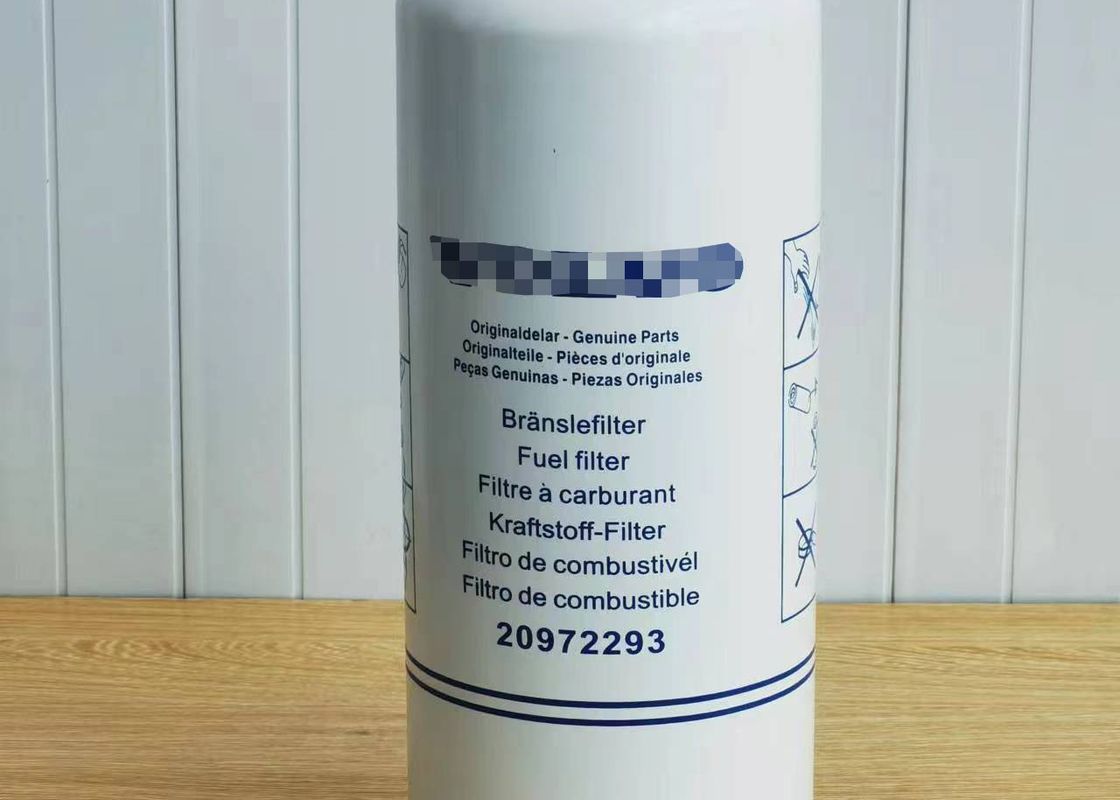 Originaldelar - Genuine Parts
Originalteile - Pièces d'originale
Peças Genuinas - Piezas Originales
Bränslefilter
Fuel filter
Filtre à carburant
Kraftstoff-Filter
Filtro de combustivél
Filtro de combustible
20972293